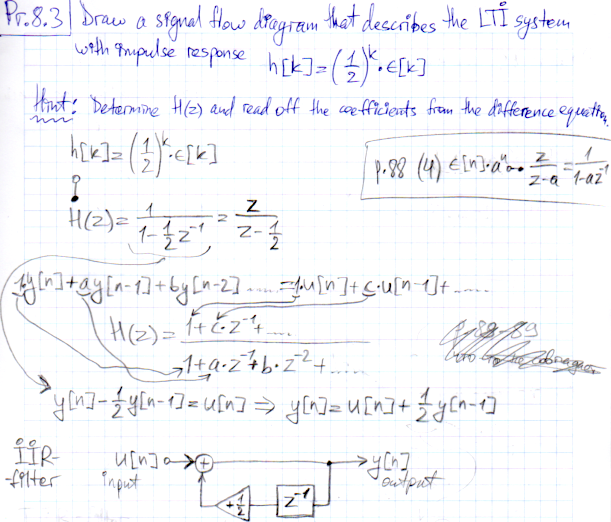 Pr.8.3 Draw a signal flow diagram that describes the LTI system
with impulse response h[k]=(1/2)^k·ε[k]
Hint: Determine H(z) and read off the coefficients from the difference equation.
h[k]=(1/2)^k·ε[k]
p.88 (4) ε[n]·a^n z/(z-a) = 1/(1-az^-1)
H(z)= 1/(1-1/2 z^-1) = z/(z-1/2)
1·y[n]+ay[n-1]+by[n-2] ..... =1·u[n]+c·u[n-1]+.....
H(z)= (1+c·z^-1+....)/(1+a·z^-1+b·z^-2+.....)
y[n]-1/2y[n-1]=u[n] ⇒ y[n]=u[n]+1/2 y[n-1]
IIR-
filter
u[n]
input
+
y[n]
output
+1/2
z^-1